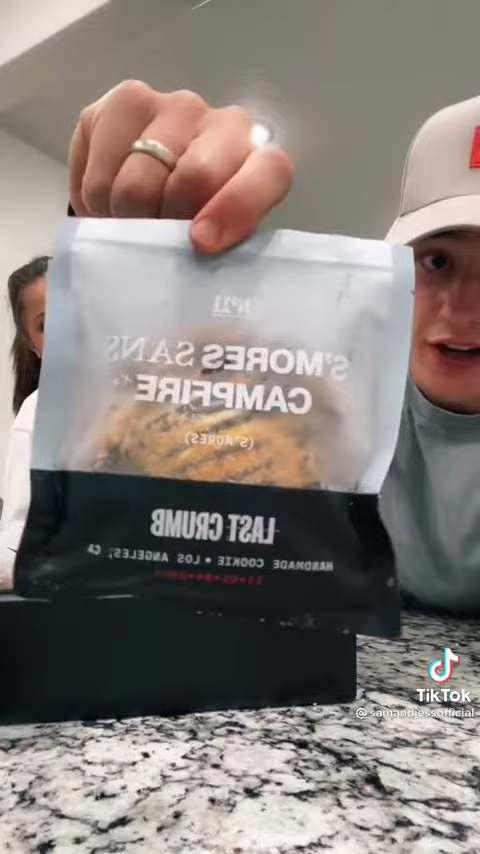 Nº11
S'MORES SANS
CAMPFIRE
(S'MORES)
LAST CRUMB
HANDMADE COOKIE • LOS ANGELES, CA
TikTok
@samandjessofficial